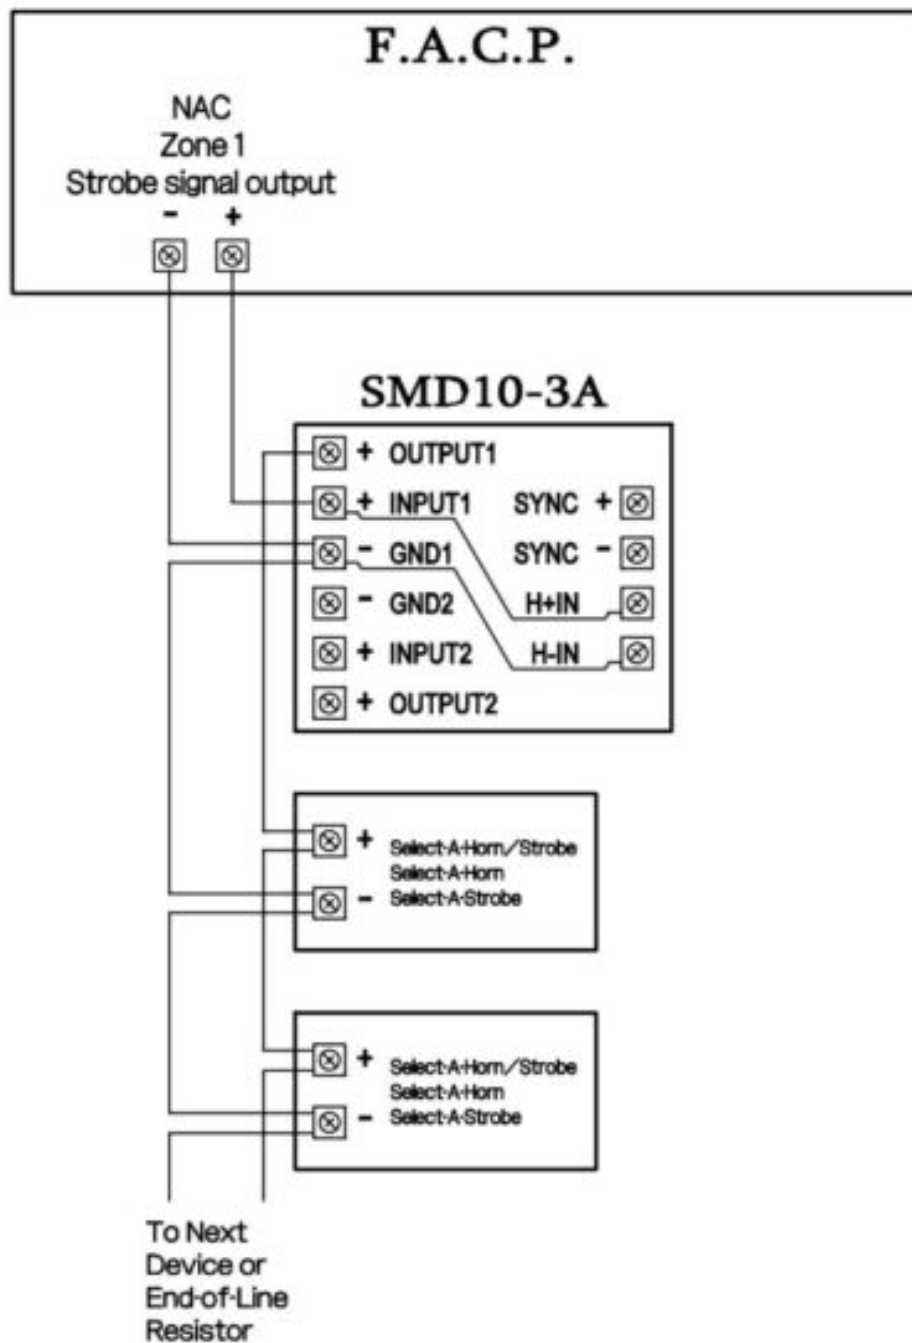 F.A.C.P.
NAC
Zone 1
Strobe signal output
- +
SMD10-3A
+ OUTPUT1
+ INPUT1 SYNC +
- GND1 SYNC -
- GND2 H+IN
+ INPUT2 H-IN
+ OUTPUT2
+ Select-A-Horn/Strobe
Select-A-Horn
- Select-A-Strobe
+ Select-A-Horn/Strobe
Select-A-Horn
- Select-A-Strobe
To Next
Device or
End-of-Line
Resistor